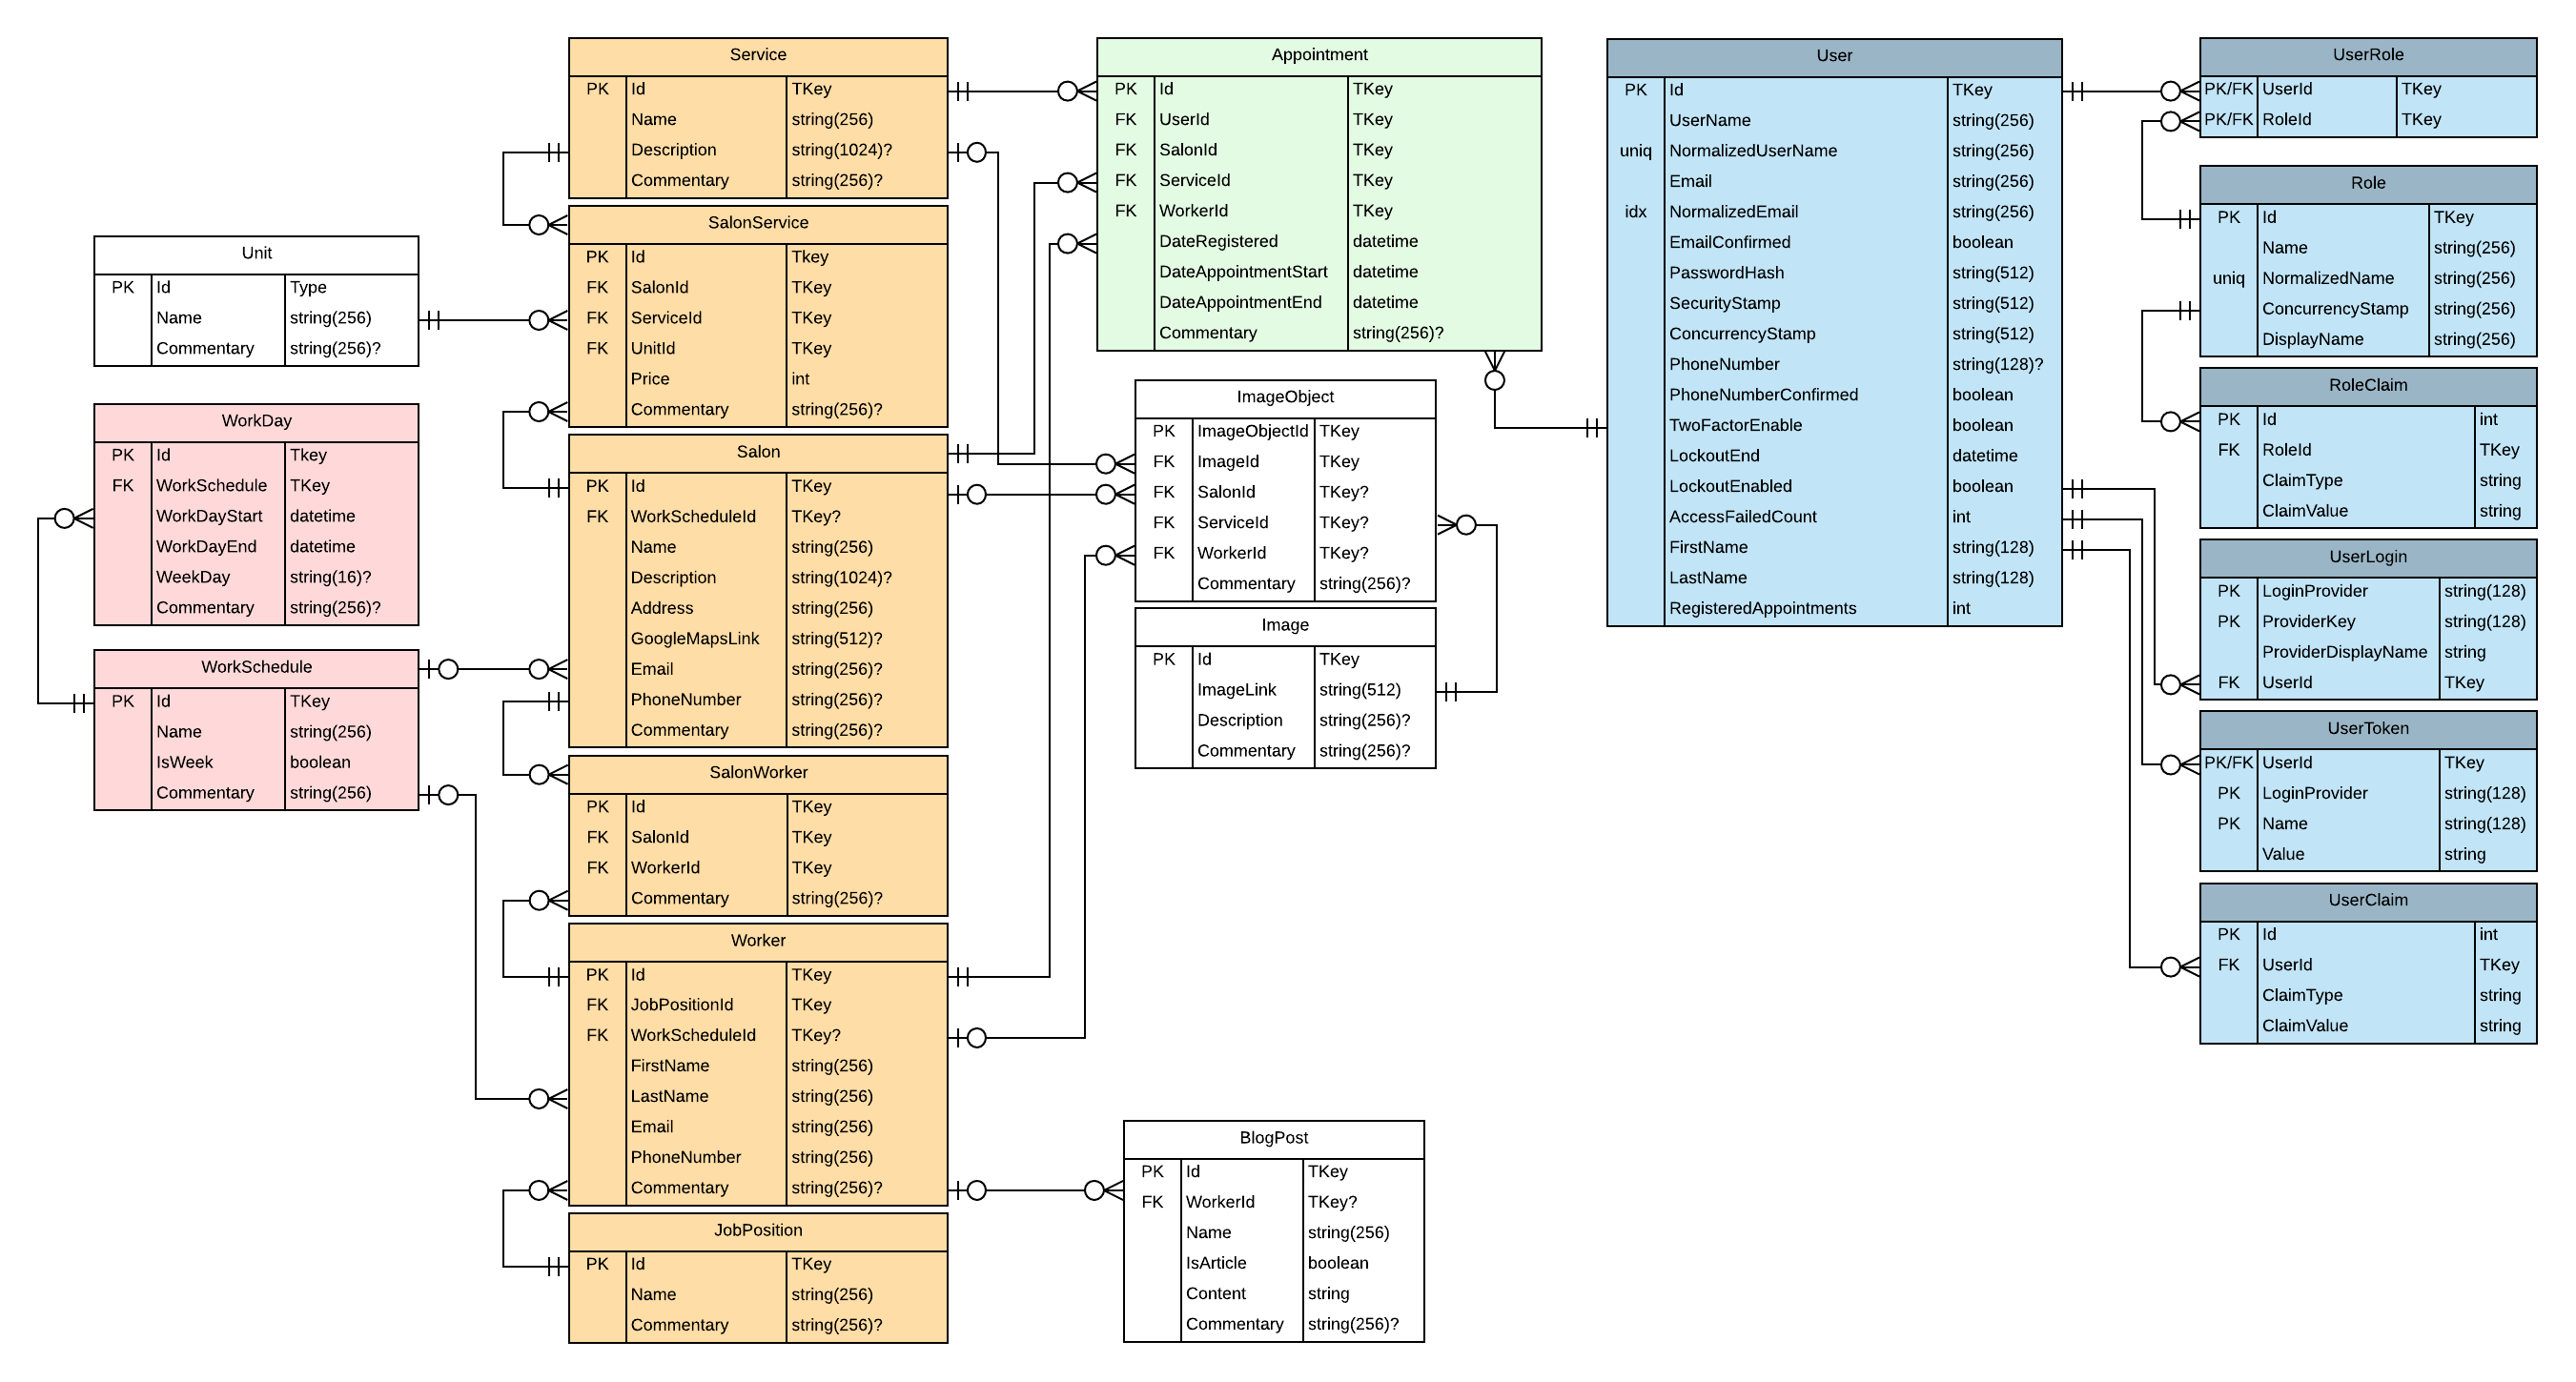 Service
PK Id TKey
Name string(256)
Description string(1024)?
Commentary string(256)?
SalonService
PK Id Tkey
FK SalonId TKey
FK ServiceId TKey
FK UnitId TKey
Price int
Commentary string(256)?
Unit
PK Id Type
Name string(256)
Commentary string(256)?
WorkDay
PK Id Tkey
FK WorkSchedule TKey
WorkDayStart datetime
WorkDayEnd datetime
WeekDay string(16)?
Commentary string(256)?
WorkSchedule
PK Id TKey
Name string(256)
IsWeek boolean
Commentary string(256)
Salon
PK Id TKey
FK WorkScheduleId TKey?
Name string(256)
Description string(1024)?
Address string(256)
GoogleMapsLink string(512)?
Email string(256)?
PhoneNumber string(256)?
Commentary string(256)?
SalonWorker
PK Id TKey
FK SalonId TKey
FK WorkerId TKey
Commentary string(256)?
Worker
PK Id TKey
FK JobPositionId TKey
FK WorkScheduleId TKey?
FirstName string(256)
LastName string(256)
Email string(256)
PhoneNumber string(256)
Commentary string(256)?
JobPosition
PK Id TKey
Name string(256)
Commentary string(256)?
Appointment
PK Id TKey
FK UserId TKey
FK SalonId TKey
FK ServiceId TKey
FK WorkerId TKey
DateRegistered datetime
DateAppointmentStart datetime
DateAppointmentEnd datetime
Commentary string(256)?
ImageObject
PK ImageObjectId TKey
FK ImageId TKey
FK SalonId TKey?
FK ServiceId TKey?
FK WorkerId TKey?
Commentary string(256)?
Image
PK Id TKey
ImageLink string(512)
Description string(256)?
Commentary string(256)?
BlogPost
PK Id TKey
FK WorkerId TKey?
Name string(256)
IsArticle boolean
Content string
Commentary string(256)?
User
PK Id TKey
UserName string(256)
uniq NormalizedUserName string(256)
Email string(256)
idx NormalizedEmail string(256)
EmailConfirmed boolean
PasswordHash string(512)
SecurityStamp string(512)
ConcurrencyStamp string(512)
PhoneNumber string(128)?
PhoneNumberConfirmed boolean
TwoFactorEnable boolean
LockoutEnd datetime
LockoutEnabled boolean
AccessFailedCount int
FirstName string(128)
LastName string(128)
RegisteredAppointments int
UserRole
PK/FK UserId TKey
PK/FK RoleId TKey
Role
PK Id TKey
Name string(256)
uniq NormalizedName string(256)
ConcurrencyStamp string(256)
DisplayName string(256)
RoleClaim
PK Id int
FK RoleId TKey
ClaimType string
ClaimValue string
UserLogin
PK LoginProvider string(128)
PK ProviderKey string(128)
ProviderDisplayName string
FK UserId TKey
UserToken
PK/FK UserId TKey
PK LoginProvider string(128)
PK Name string(128)
Value string
UserClaim
PK Id int
FK UserId TKey
ClaimType string
ClaimValue string